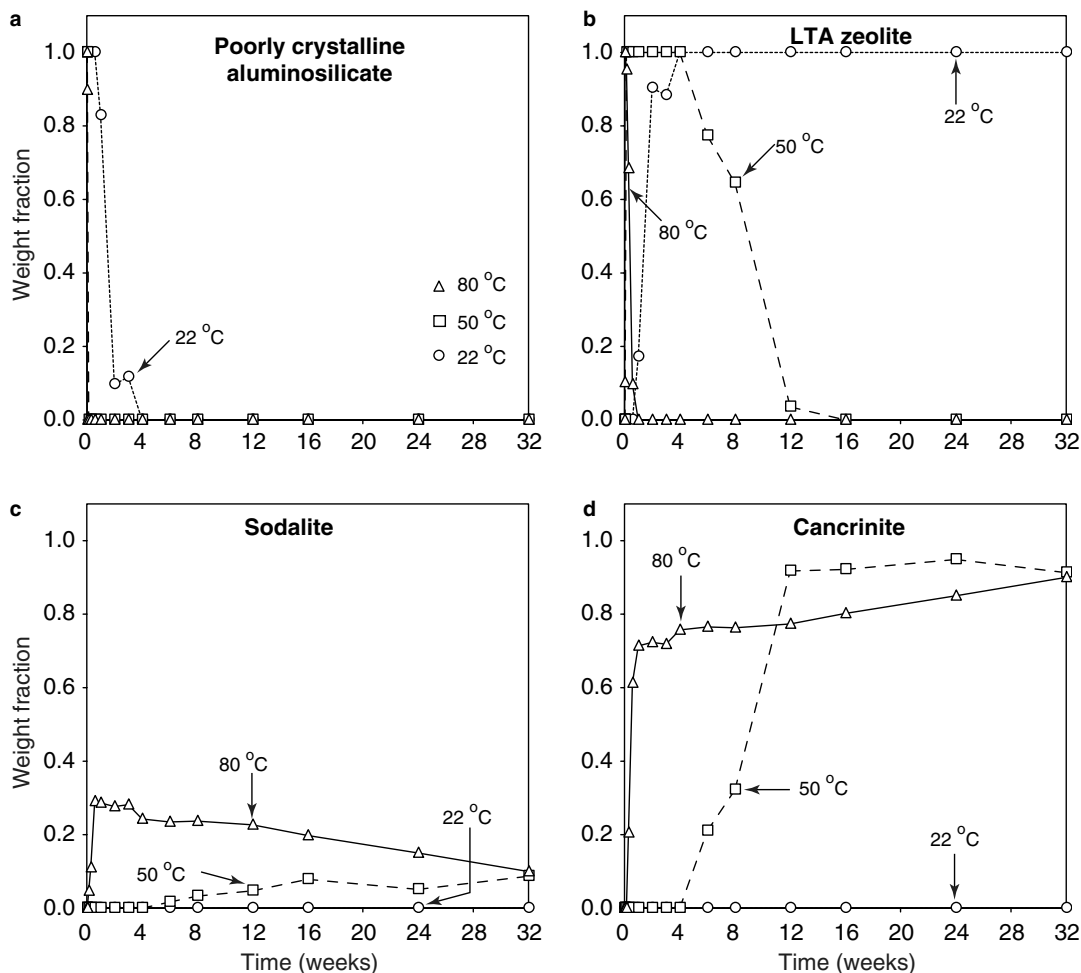 a
Poorly crystalline
aluminosilicate
1.0
0.8
0.6
0.4
0.2
0.0
Weight fraction
80 °C
50 °C
22 °C
22 °C
0 4 8 12 16 20 24 28 32
b
LTA zeolite
1.0
0.8
0.6
0.4
0.2
0.0
22 °C
50 °C
80 °C
0 4 8 12 16 20 24 28 32
c
Sodalite
1.0
0.8
0.6
0.4
0.2
0.0
Weight fraction
80 °C
22 °C
50 °C
0 4 8 12 16 20 24 28 32
Time (weeks)
d
Cancrinite
1.0
0.8
0.6
0.4
0.2
0.0
80 °C
50 °C
22 °C
0 4 8 12 16 20 24 28 32
Time (weeks)